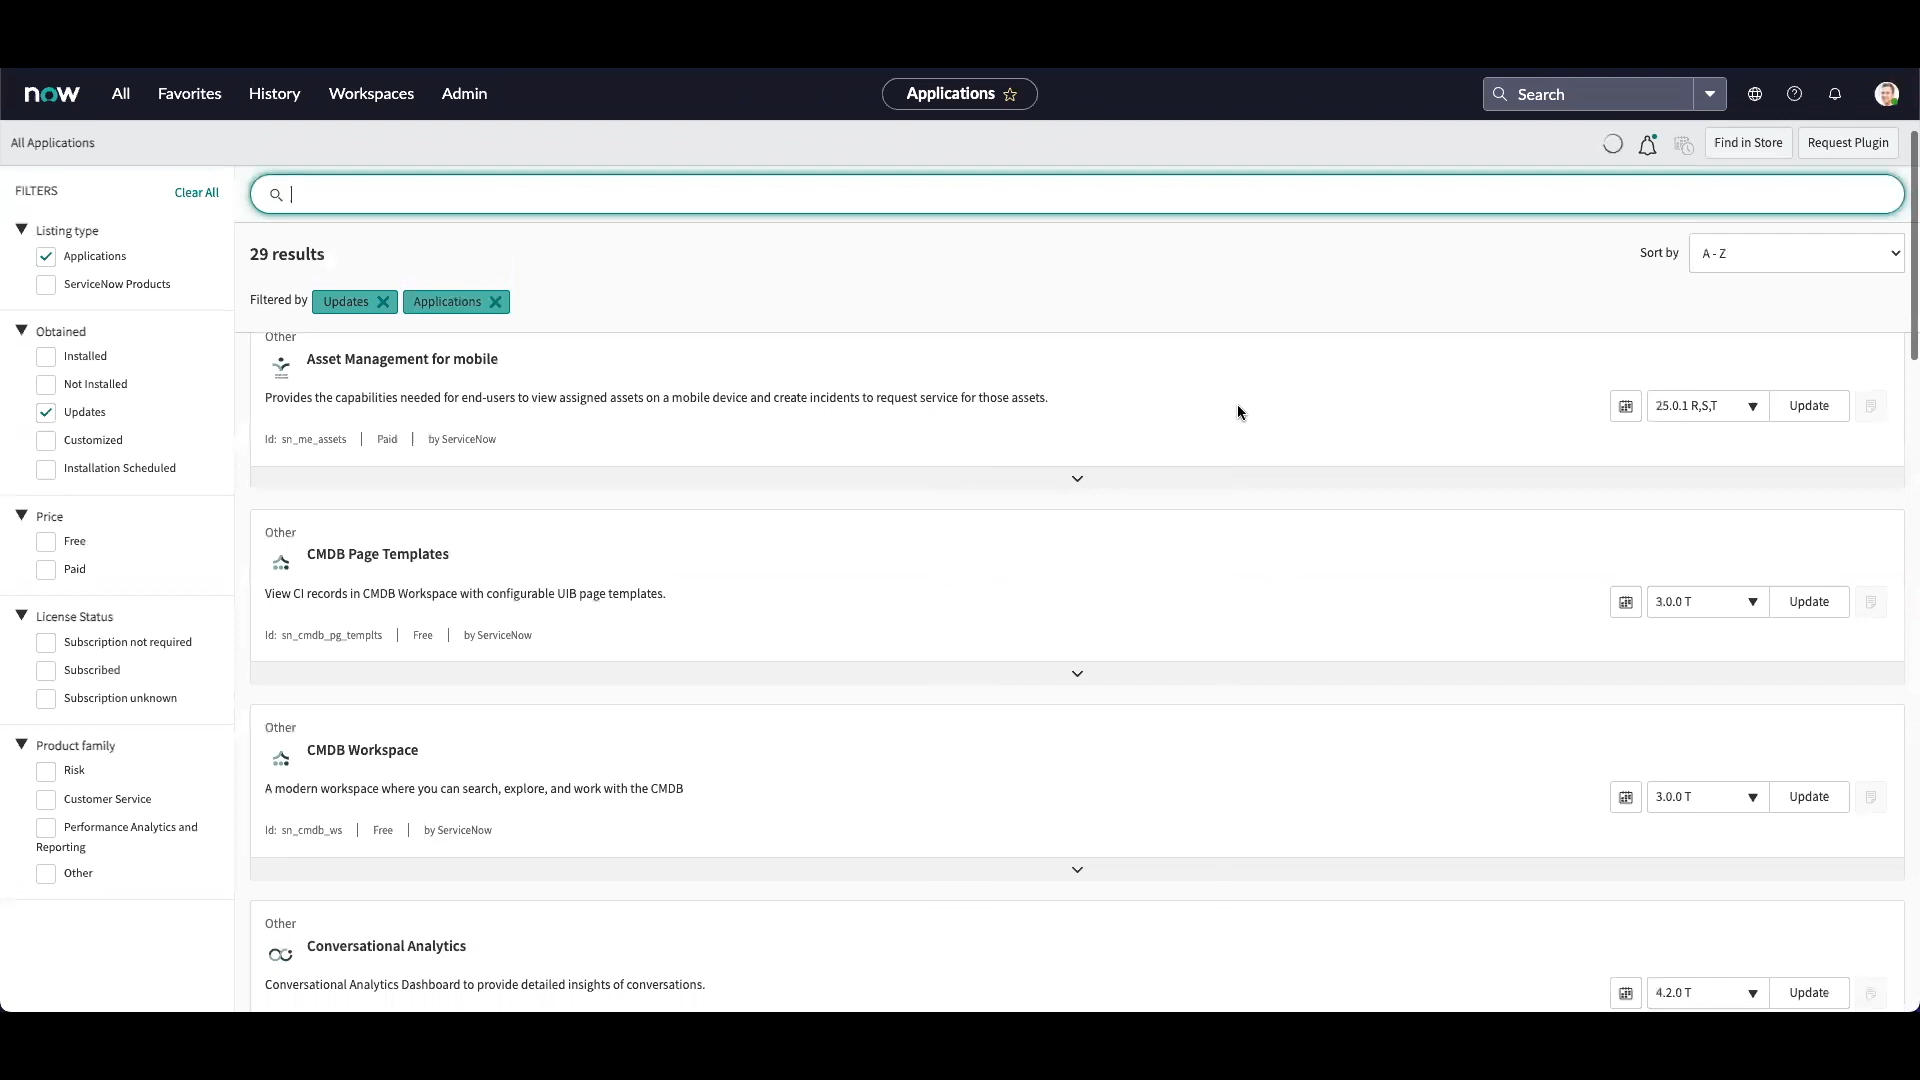 now All Favorites History Workspaces Admin Applications Search
All Applications Find in Store Request Plugin
FILTERS Clear All
Listing type
Applications
ServiceNow Products
Obtained
Installed
Not Installed
Updates
Customized
Installation Scheduled
Price
Free
Paid
License Status
Subscription not required
Subscribed
Subscription unknown
Product family
Risk
Customer Service
Performance Analytics and
Reporting
Other
29 results
Sort by A - Z
Filtered by Updates Applications
Other
Asset Management for mobile
Provides the capabilities needed for end-users to view assigned assets on a mobile device and create incidents to request service for those assets.
25.0.1 R,S,T Update
Id: sn_me_assets | Paid | by ServiceNow
Other
CMDB Page Templates
View CI records in CMDB Workspace with configurable UIB page templates.
3.0.0 T Update
Id: sn_cmdb_pg_templts | Free | by ServiceNow
Other
CMDB Workspace
A modern workspace where you can search, explore, and work with the CMDB
3.0.0 T Update
Id: sn_cmdb_ws | Free | by ServiceNow
Other
Conversational Analytics
Conversational Analytics Dashboard to provide detailed insights of conversations.
4.2.0 T Update